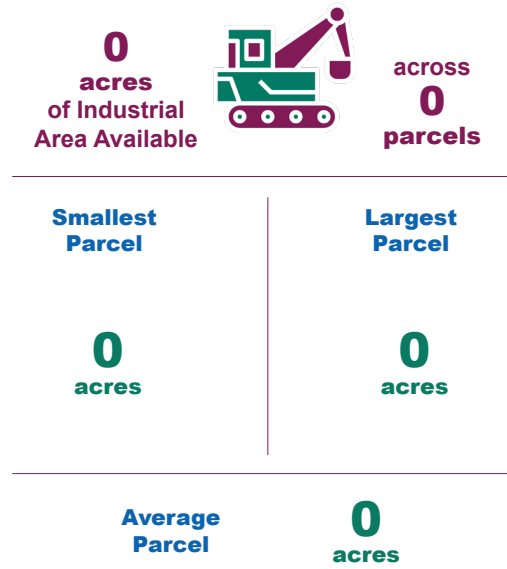 0
acres
of Industrial
Area Available
across
0
parcels
Smallest
Parcel
0
acres
Largest
Parcel
0
acres
Average
Parcel
0
acres